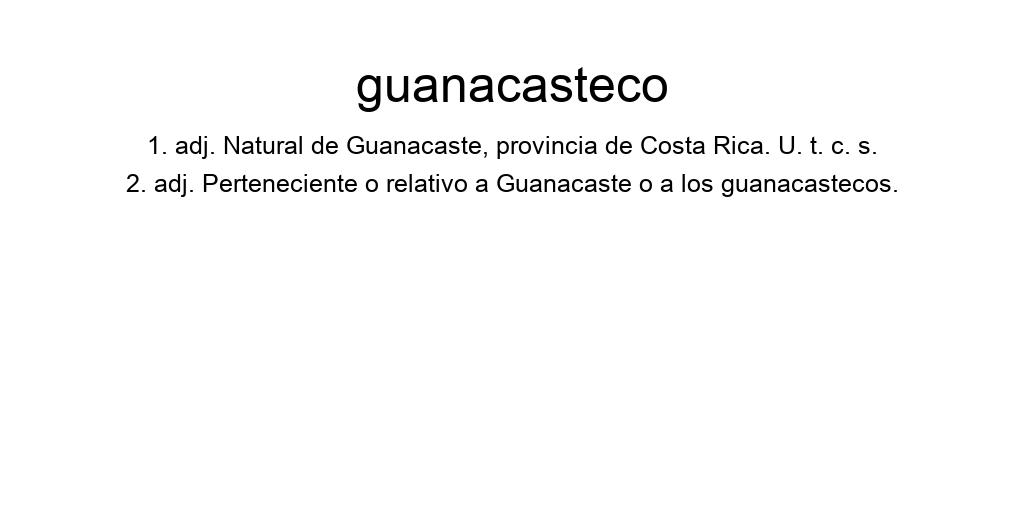 guanacasteco
1. adj. Natural de Guanacaste, provincia de Costa Rica. U. t. c. s.
2. adj. Perteneciente o relativo a Guanacaste o a los guanacastecos.